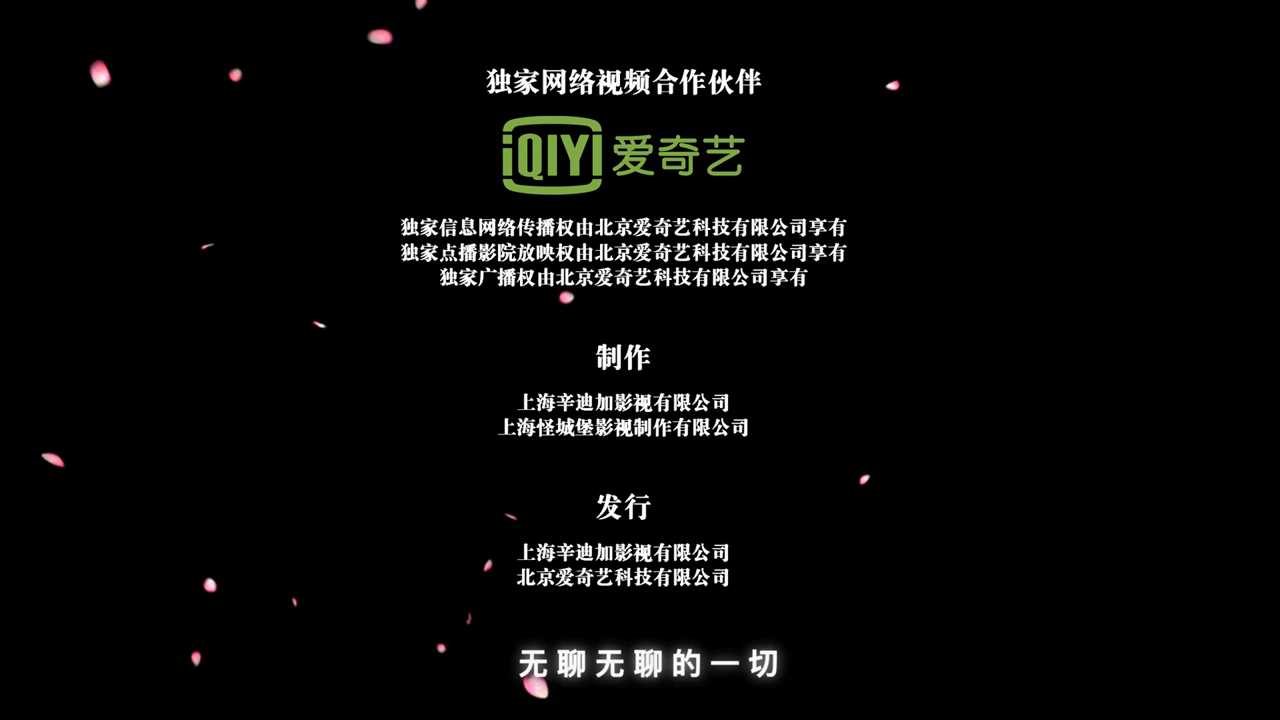 独家网络视频合作伙伴
iQIYI 爱奇艺
独家信息网络传播权由北京爱奇艺科技有限公司享有
独家点播影院放映权由北京爱奇艺科技有限公司享有
独家广播权由北京爱奇艺科技有限公司享有
制作
上海辛迪加影视有限公司
上海怪城堡影视制作有限公司
发行
上海辛迪加影视有限公司
北京爱奇艺科技有限公司
无聊无聊的一切